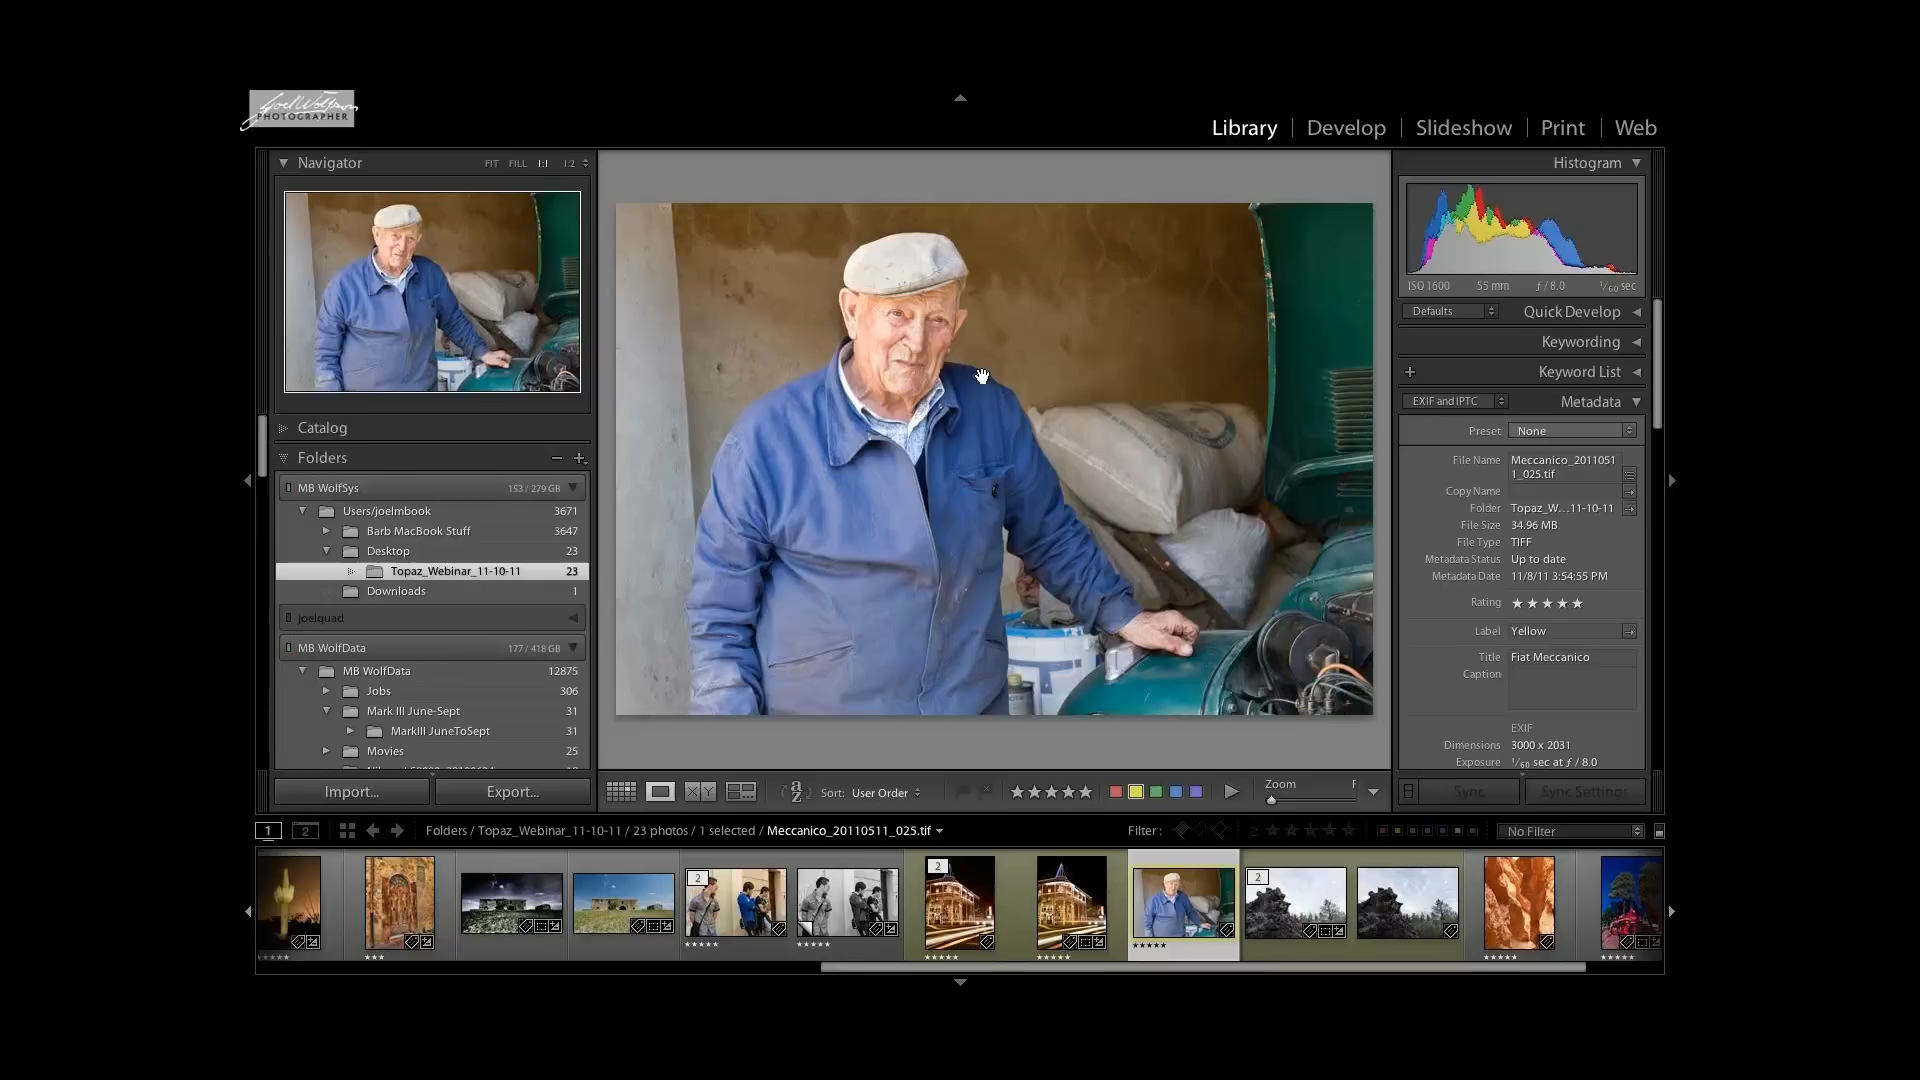 Joel Wolfson
PHOTOGRAPHER
Library | Develop | Slideshow | Print | Web
Navigator FIT FILL 1:1 1:2
Catalog
Folders
MB WolfSys 153 / 279 GB
Users/joelmbook 3671
Barb MacBook Stuff 3647
Desktop 23
Topaz_Webinar_11-10-11 23
Downloads 1
joelquad
MB WolfData 177 / 418 GB
MB WolfData 12875
Jobs 306
Mark III June-Sept 31
MarkIII JuneToSept 31
Movies 25
Import... Export...
Histogram
ISO 1600 55 mm ƒ / 8.0 1/60 sec
Defaults Quick Develop
Keywording
Keyword List
EXIF and IPTC Metadata
Preset None
File Name Meccanico_2011051
1_025.tif
Copy Name
Folder Topaz_W...11-10-11
File Size 34.96 MB
File Type TIFF
Metadata Status Up to date
Metadata Date 11/8/11 3:54:55 PM
Rating ★★★★★
Label Yellow
Title Fiat Meccanico
Caption
EXIF
Dimensions 3000 x 2031
Exposure 1/60 sec at ƒ / 8.0
Sync Sync Settings
XY Sort: User Order Zoom F
1 2 Folders / Topaz_Webinar_11-10-11 / 23 photos / 1 selected / Meccanico_20110511_025.tif Filter : No Filter
2 2 2